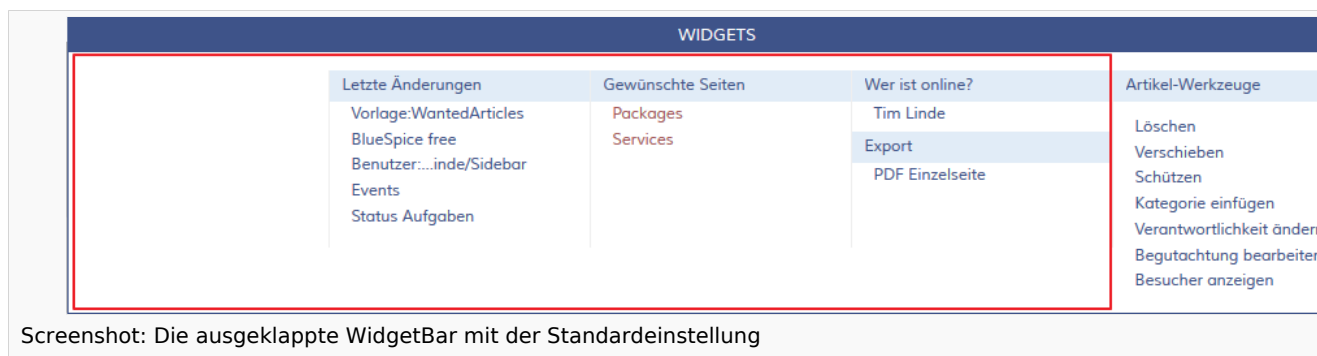 WIDGETS
Letzte Änderungen
Vorlage:WantedArticles
BlueSpice free
Benutzer:...inde/Sidebar
Events
Status Aufgaben
Gewünschte Seiten
Packages
Services
Wer ist online?
Tim Linde
Export
PDF Einzelseite
Artikel-Werkzeuge
Löschen
Verschieben
Schützen
Kategorie einfügen
Verantwortlichkeit änder
Begutachtung bearbeiter
Besucher anzeigen
Screenshot: Die ausgeklappte WidgetBar mit der Standardeinstellung